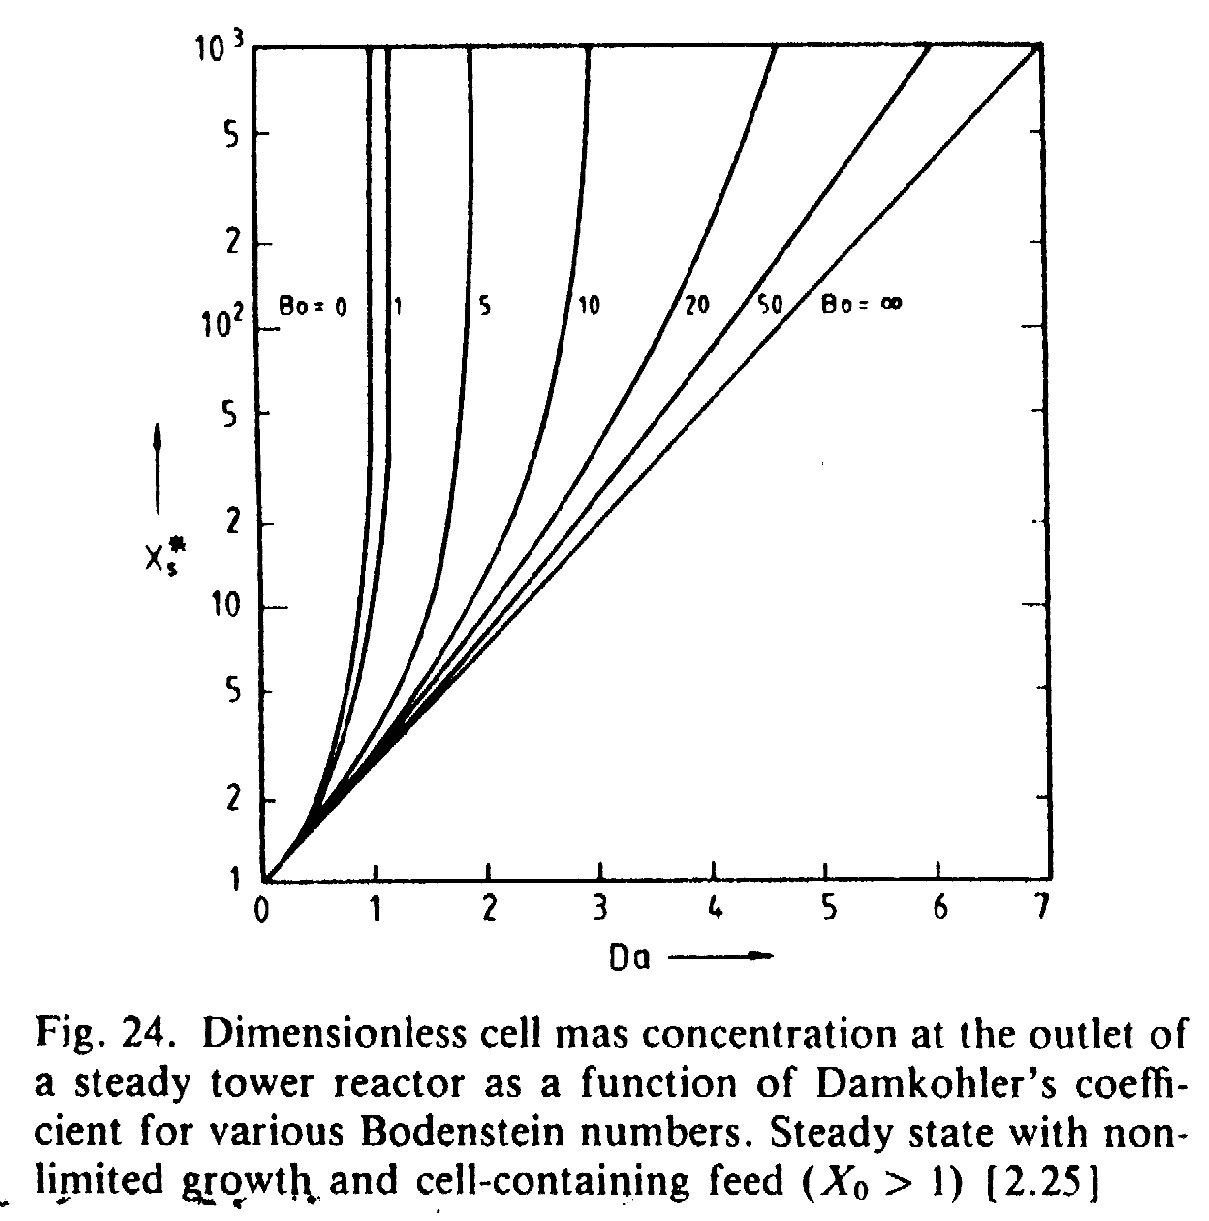 10³
5
2
Bo = 0 1 5 10 20 50 Bo = ∞
10²
5
2
Xₛ*
10
5
2
1
0 1 2 3 4 5 6 7
Da
Fig. 24. Dimensionless cell mas concentration at the outlet of
a steady tower reactor as a function of Damkohler's coeffi-
cient for various Bodenstein numbers. Steady state with non-
limited growth and cell-containing feed (X₀ > 1) [2.25]